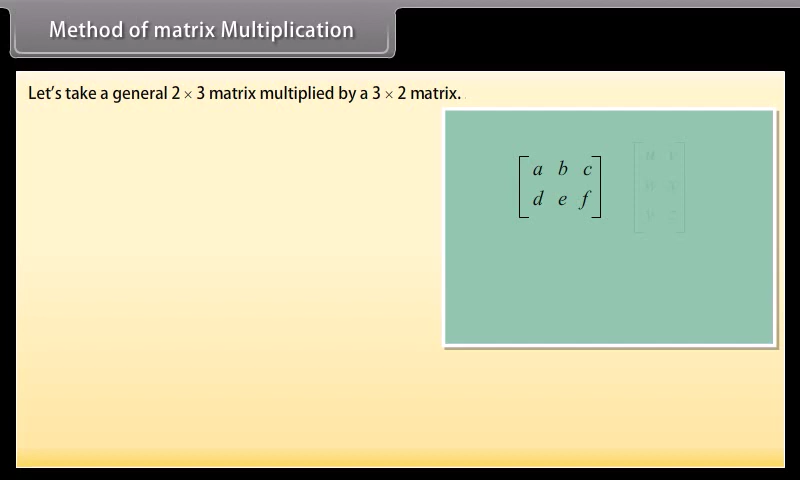 Method of matrix Multiplication
Let's take a general 2 × 3 matrix multiplied by a 3 × 2 matrix.
a b c
d e f